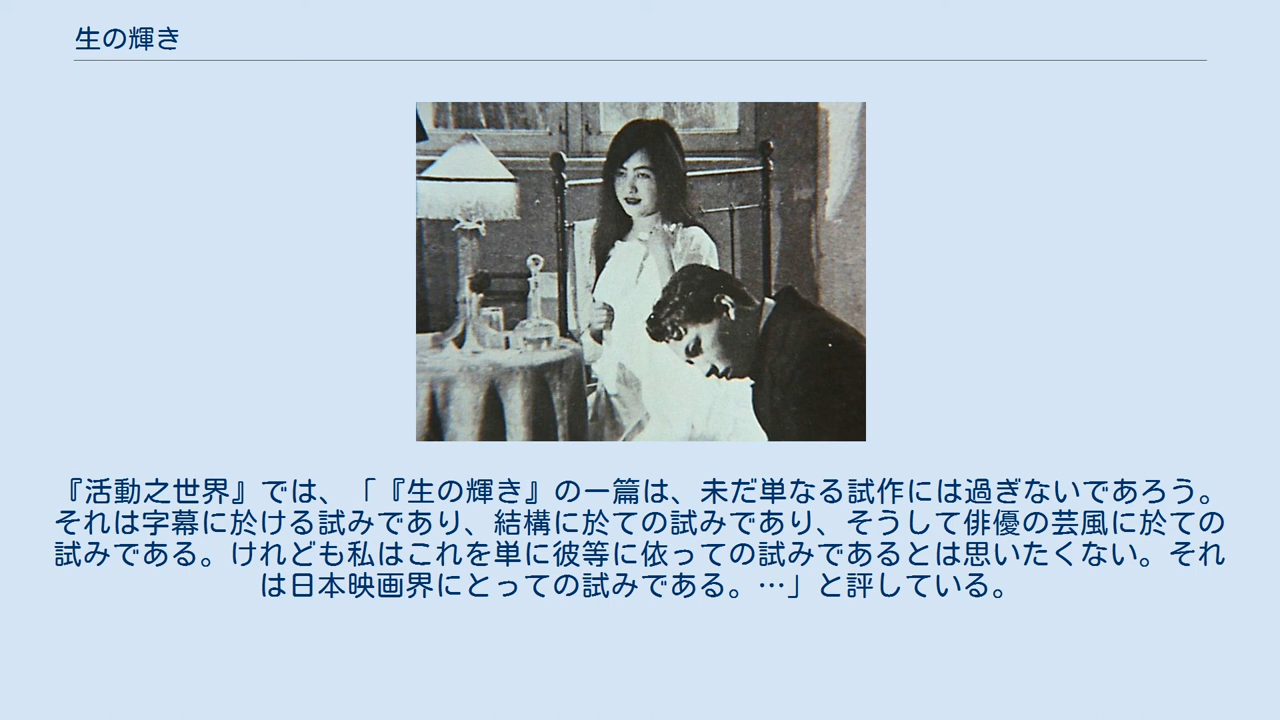 生の輝き
『活動之世界』では、「『生の輝き』の一篇は、未だ単なる試作には過ぎないであろう。
それは字幕に於ける試みであり、結構に於ての試みであり、そうして俳優の芸風に於ての
試みである。けれども私はこれを単に彼等に依っての試みであるとは思いたくない。それ
は日本映画界にとっての試みである。…」と評している。